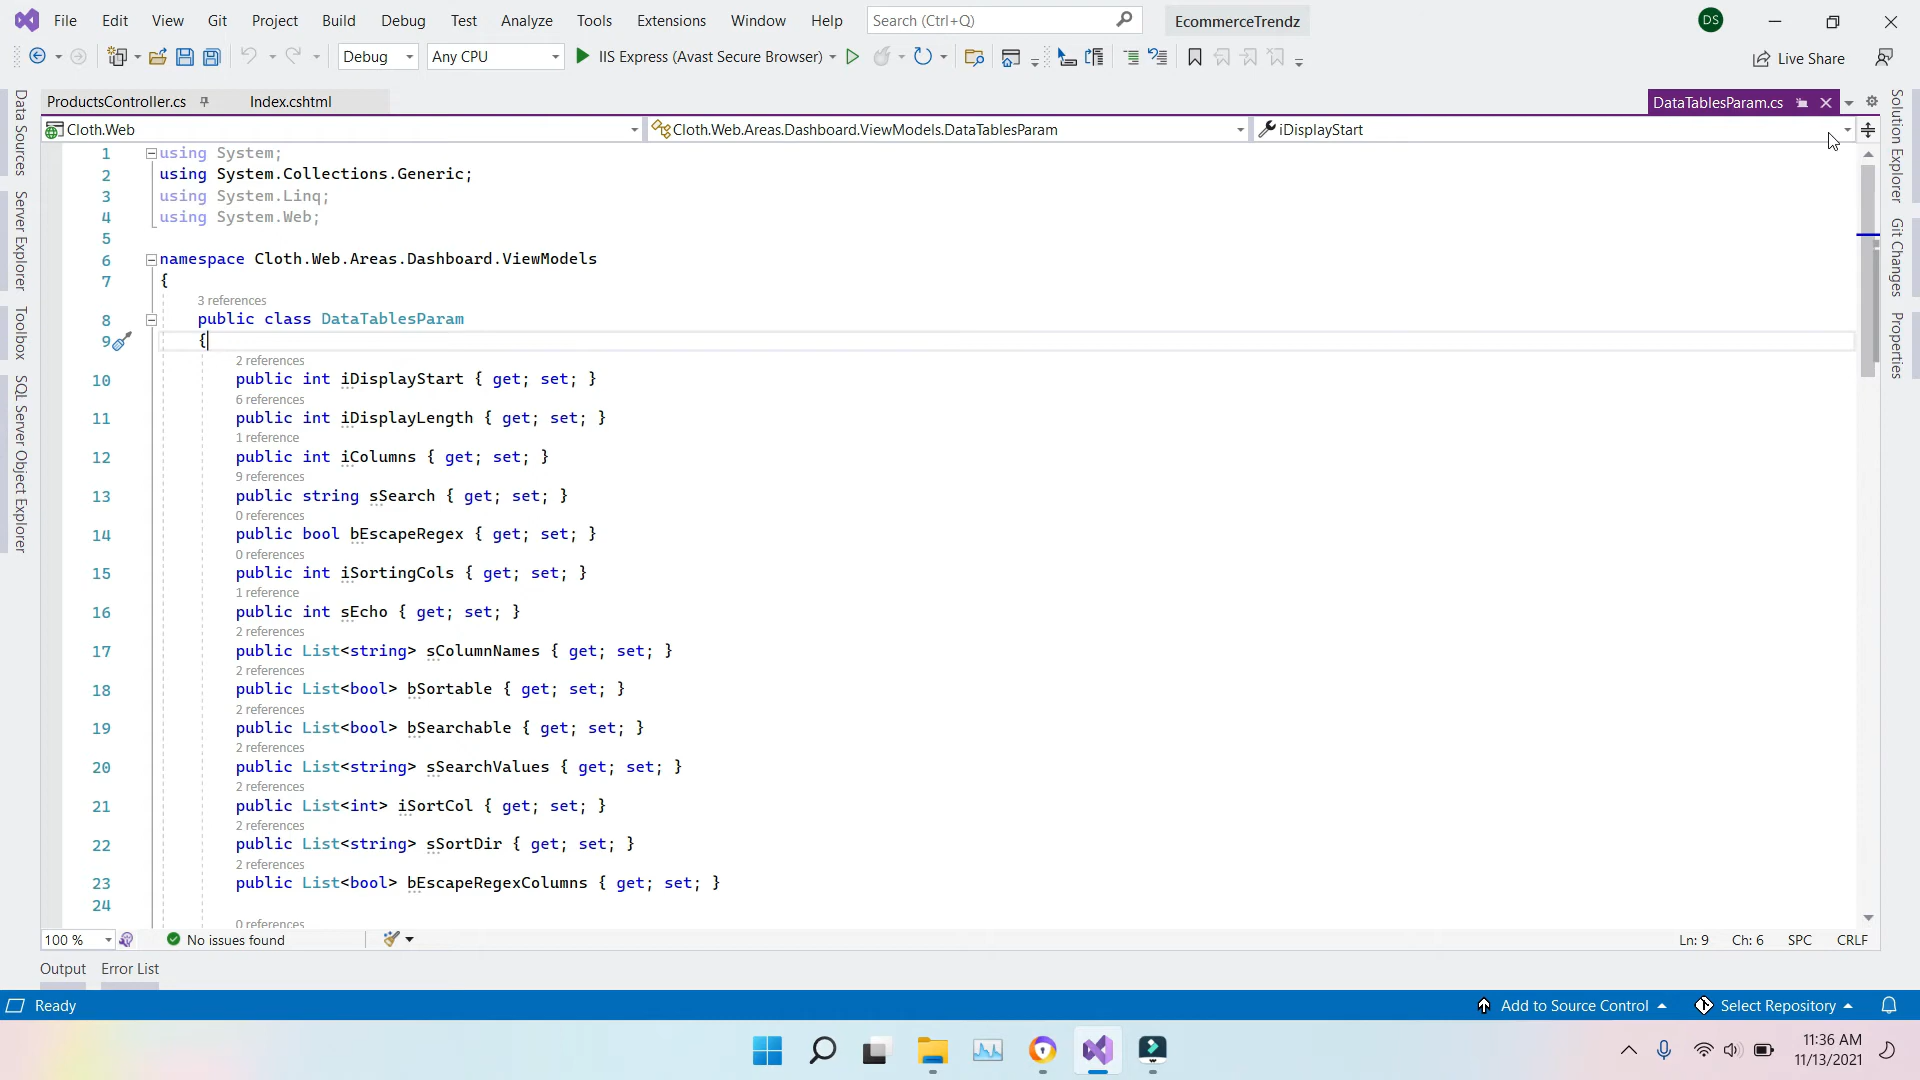 File Edit View Git Project Build Debug Test Analyze Tools Extensions Window Help Search (Ctrl+Q) EcommerceTrendz DS
Debug Any CPU IIS Express (Avast Secure Browser) Live Share
ProductsController.cs Index.cshtml DataTablesParam.cs
Cloth.Web Cloth.Web.Areas.Dashboard.ViewModels.DataTablesParam iDisplayStart
Data Sources
Server Explorer
Toolbox
SQL Server Object Explorer
1 using System;
2 using System.Collections.Generic;
3 using System.Linq;
4 using System.Web;
5
6 namespace Cloth.Web.Areas.Dashboard.ViewModels
7 {
3 references
8 public class DataTablesParam
9 {
2 references
10 public int iDisplayStart { get; set; }
6 references
11 public int iDisplayLength { get; set; }
1 reference
12 public int iColumns { get; set; }
9 references
13 public string sSearch { get; set; }
0 references
14 public bool bEscapeRegex { get; set; }
0 references
15 public int iSortingCols { get; set; }
1 reference
16 public int sEcho { get; set; }
2 references
17 public List<string> sColumnNames { get; set; }
2 references
18 public List<bool> bSortable { get; set; }
2 references
19 public List<bool> bSearchable { get; set; }
2 references
20 public List<string> sSearchValues { get; set; }
2 references
21 public List<int> iSortCol { get; set; }
2 references
22 public List<string> sSortDir { get; set; }
2 references
23 public List<bool> bEscapeRegexColumns { get; set; }
24
0 references
Solution Explorer
Git Changes
Properties
100 % No issues found Ln: 9 Ch: 6 SPC CRLF
Output Error List
Ready Add to Source Control Select Repository
11:36 AM
11/13/2021